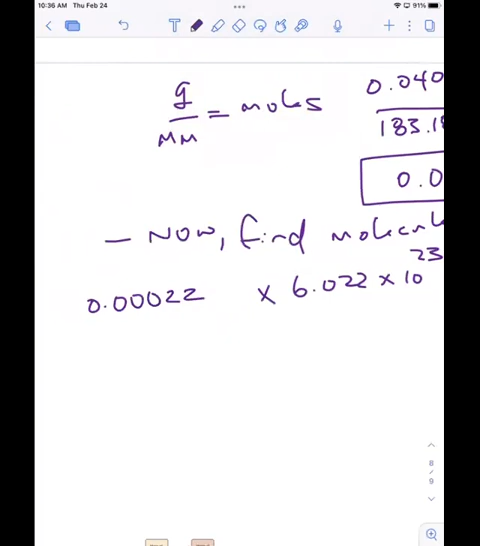 10:36 AM Thu Feb 24
91%
g
MM
= moles
0.040
183.1
0.0
— Now, find molecul
0.00022 × 6.022 × 10 23
8
9